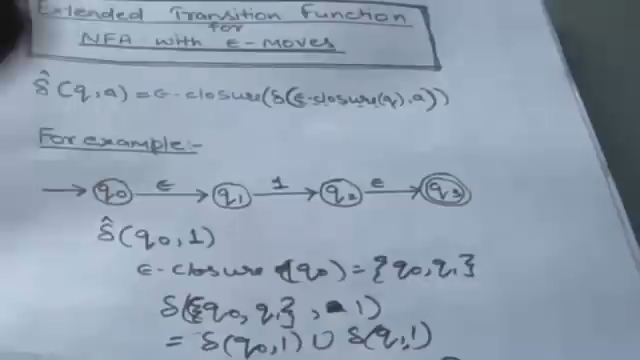 Extended Transition Function
for
NFA with ε-moves
δ̂(q,a) = ε-closure(δ(ε-closure(q),a))
For example:-
q0 ε q1 1 q2 ε q3
δ̂(q0,1)
ε-closure(q0) = {q0,q1}
δ({q0,q1},1)
= δ(q0,1) ∪ δ(q1,1)